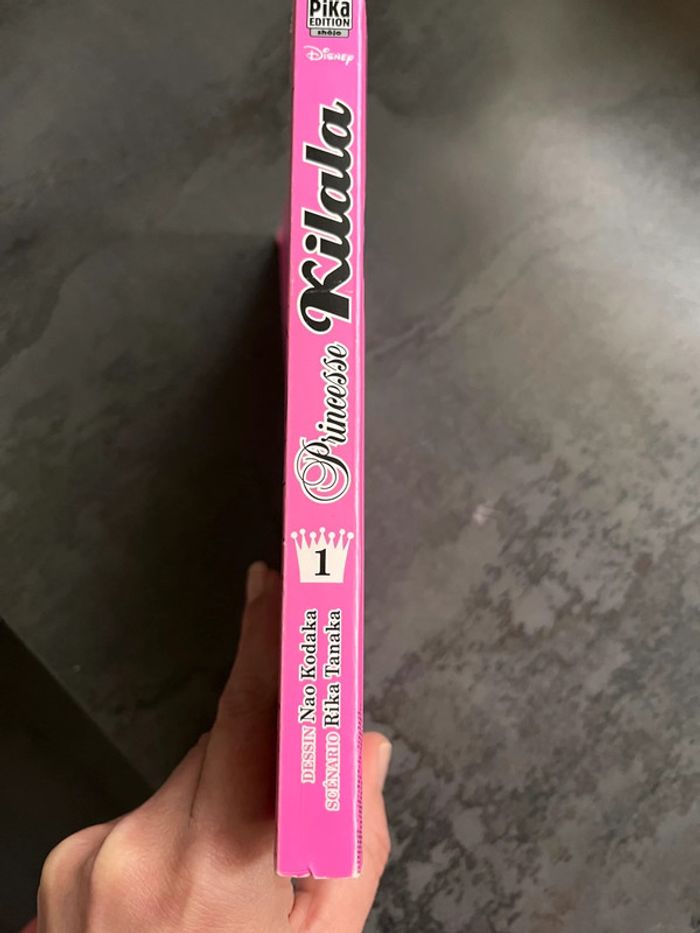 Pika
EDITION
shôjo
Disney
Princesse Kilala
1
DESSIN Nao Kodaka
SCÉNARIO Rika Tanaka